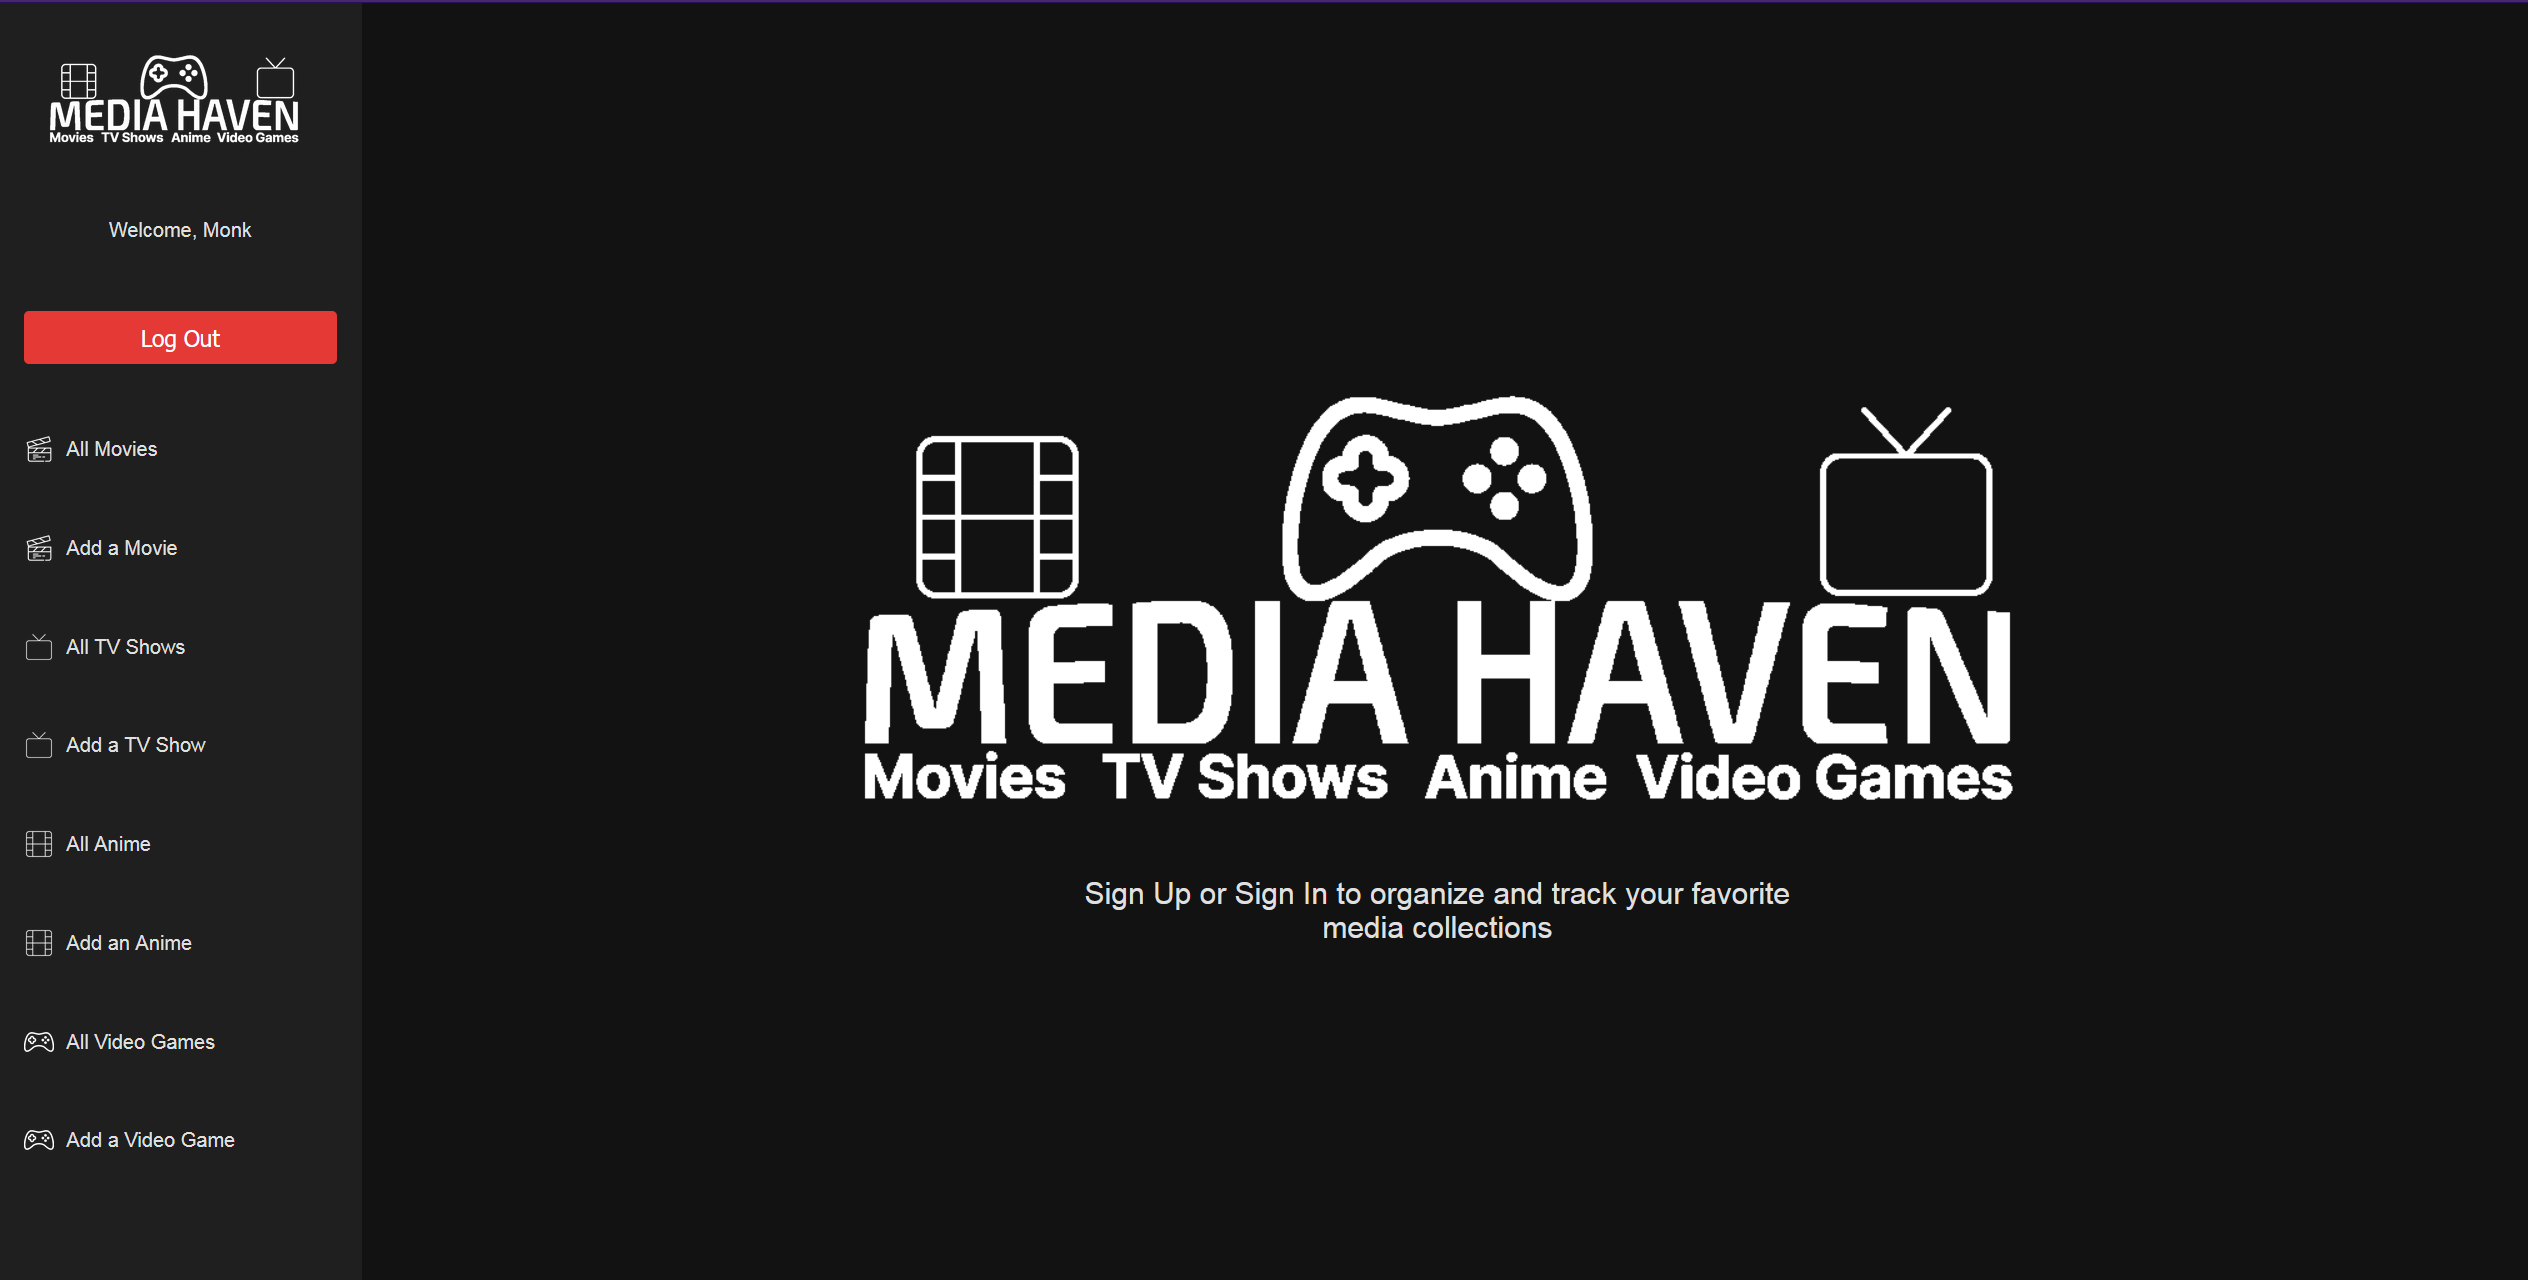 MEDIA HAVEN
Movies TV Shows Anime Video Games
Welcome, Monk
Log Out
All Movies
Add a Movie
All TV Shows
Add a TV Show
All Anime
Add an Anime
All Video Games
Add a Video Game
MEDIA HAVEN
Movies TV Shows Anime Video Games
Sign Up or Sign In to organize and track your favorite
media collections